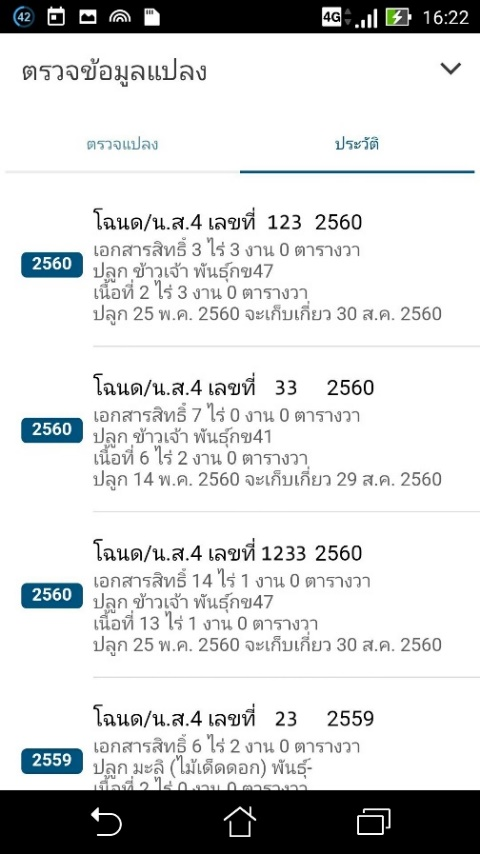 42
4G
16:22
ตรวจข้อมูลแปลง
ตรวจแปลง
ประวัติ
โฉนด/น.ส.4 เลขที่ 123 2560
2560
เอกสารสิทธิ์ 3 ไร่ 3 งาน 0 ตารางวา
ปลูก ข้าวเจ้า พันธุ์กข47
เนื้อที่ 2 ไร่ 3 งาน 0 ตารางวา
ปลูก 25 พ.ค. 2560 จะเก็บเกี่ยว 30 ส.ค. 2560
โฉนด/น.ส.4 เลขที่ 33 2560
2560
เอกสารสิทธิ์ 7 ไร่ 0 งาน 0 ตารางวา
ปลูก ข้าวเจ้า พันธุ์กข41
เนื้อที่ 6 ไร่ 2 งาน 0 ตารางวา
ปลูก 14 พ.ค. 2560 จะเก็บเกี่ยว 29 ส.ค. 2560
โฉนด/น.ส.4 เลขที่ 1233 2560
2560
เอกสารสิทธิ์ 14 ไร่ 1 งาน 0 ตารางวา
ปลูก ข้าวเจ้า พันธุ์กข47
เนื้อที่ 13 ไร่ 1 งาน 0 ตารางวา
ปลูก 25 พ.ค. 2560 จะเก็บเกี่ยว 30 ส.ค. 2560
โฉนด/น.ส.4 เลขที่ 23 2559
2559
เอกสารสิทธิ์ 6 ไร่ 2 งาน 0 ตารางวา
ปลูก มะลิ (ไม้เด็ดดอก) พันธุ์-
เนื้อที่ 2 ไร่ 0 งาน 0 ตารางวา